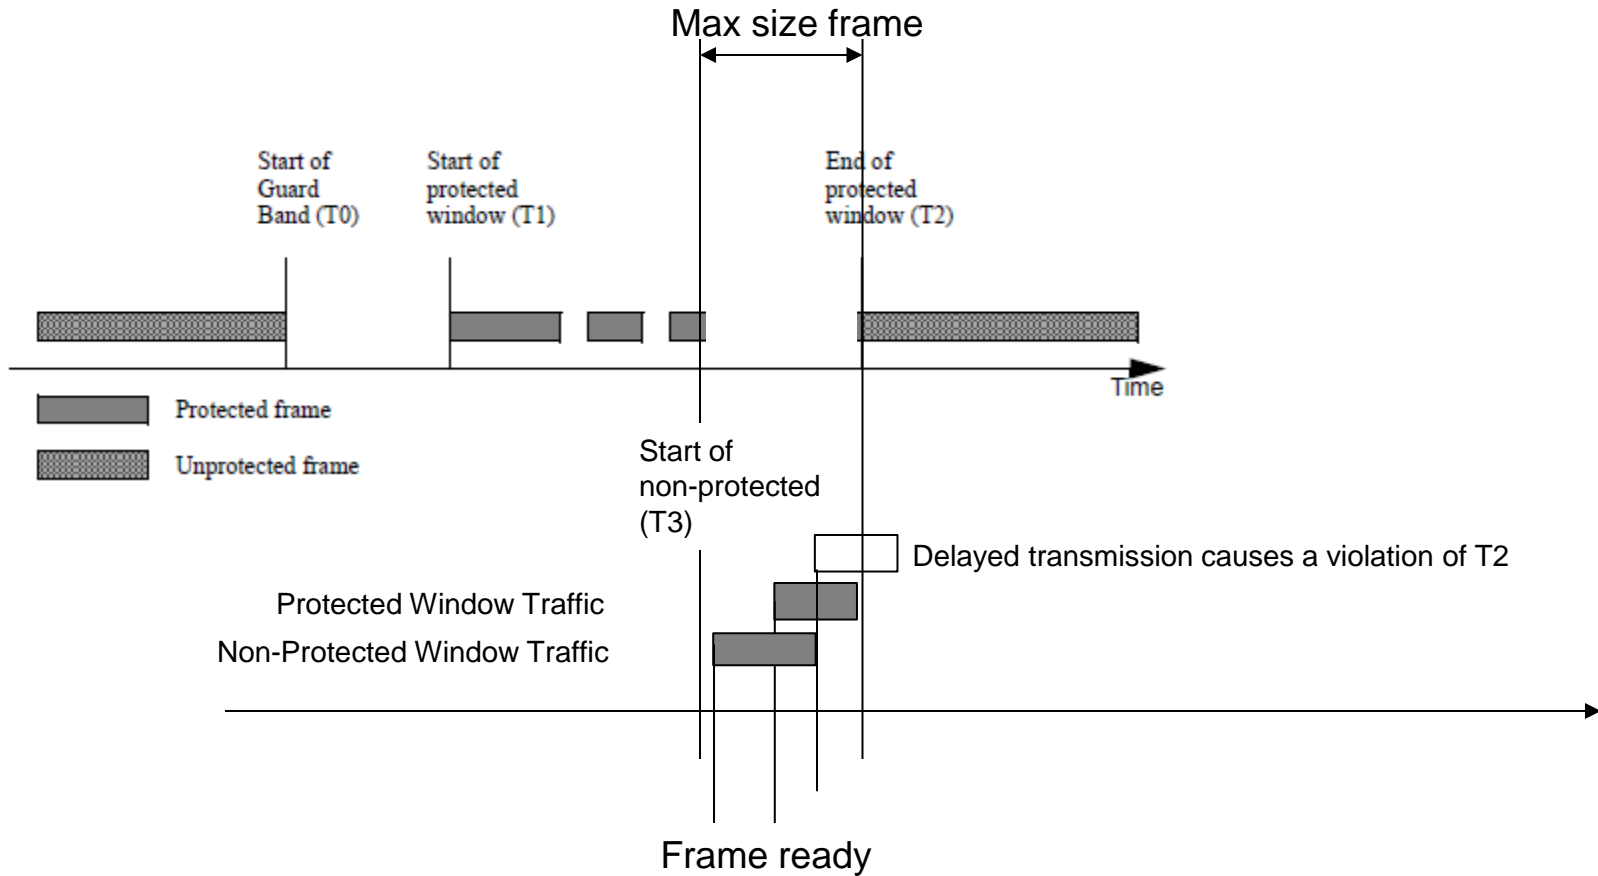 Max size frame
Start of
Guard
Band (T0)
Start of
protected
window (T1)
End of
protected
window (T2)
Time
Protected frame
Unprotected frame
Start of
non-protected
(T3)
Delayed transmission causes a violation of T2
Protected Window Traffic
Non-Protected Window Traffic
Frame ready